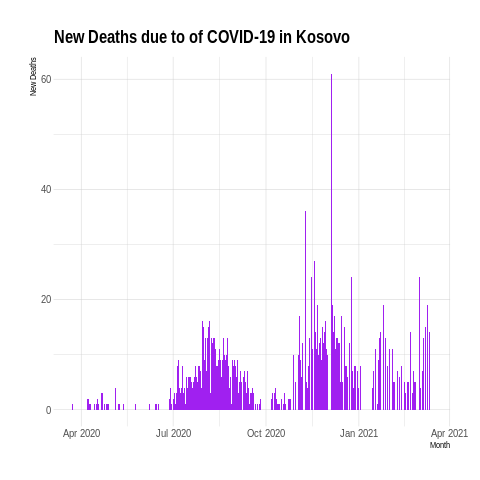 New Deaths due to of COVID-19 in Kosovo
New Deaths
60
40
20
0
Apr 2020 Jul 2020 Oct 2020 Jan 2021 Apr 2021
Month